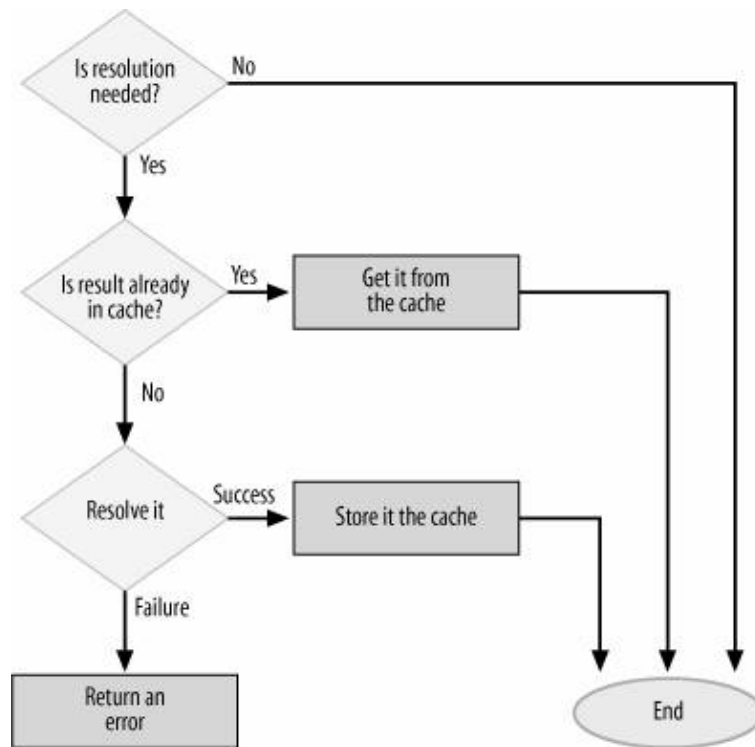 Is resolution
needed?
No
Yes
Is result already
in cache?
Yes
Get it from
the cache
No
Resolve it
Success
Store it the cache
Failure
Return an
error
End